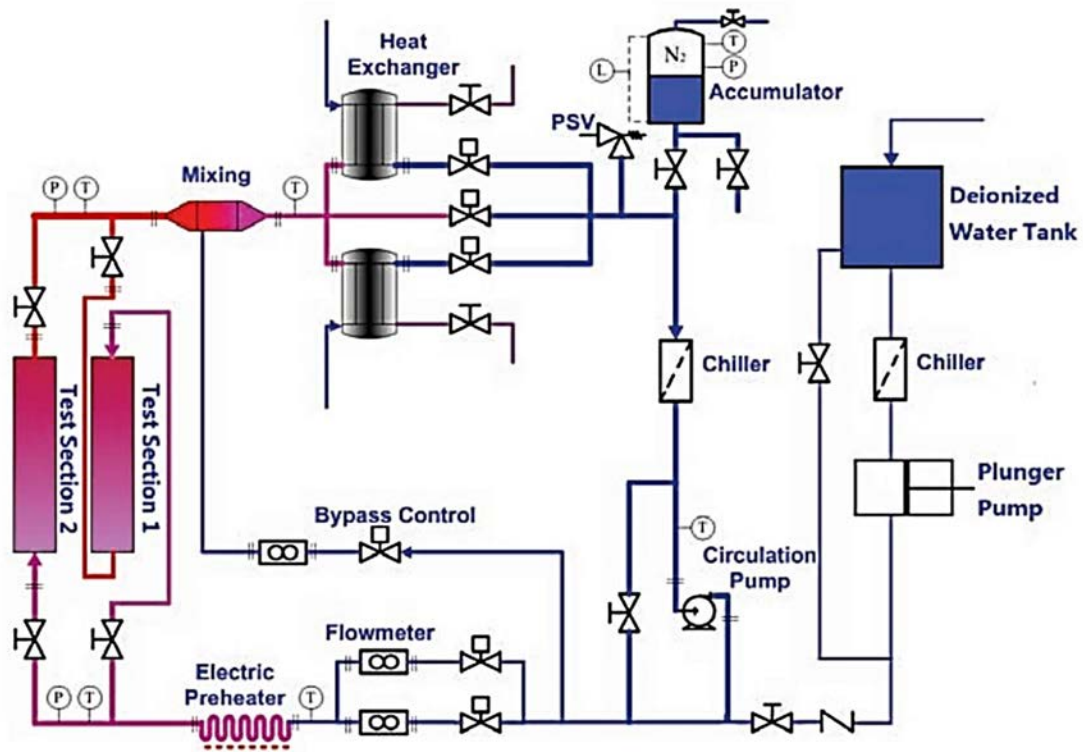 Heat
Exchanger
N₂
T
P
L
Accumulator
PSV
Mixing
P
T
T
Deionized
Water Tank
Chiller
Chiller
Test Section 2
Test Section 1
Plunger
Pump
Bypass Control
T
Circulation
Pump
Flowmeter
Electric
Preheater
P
T
T